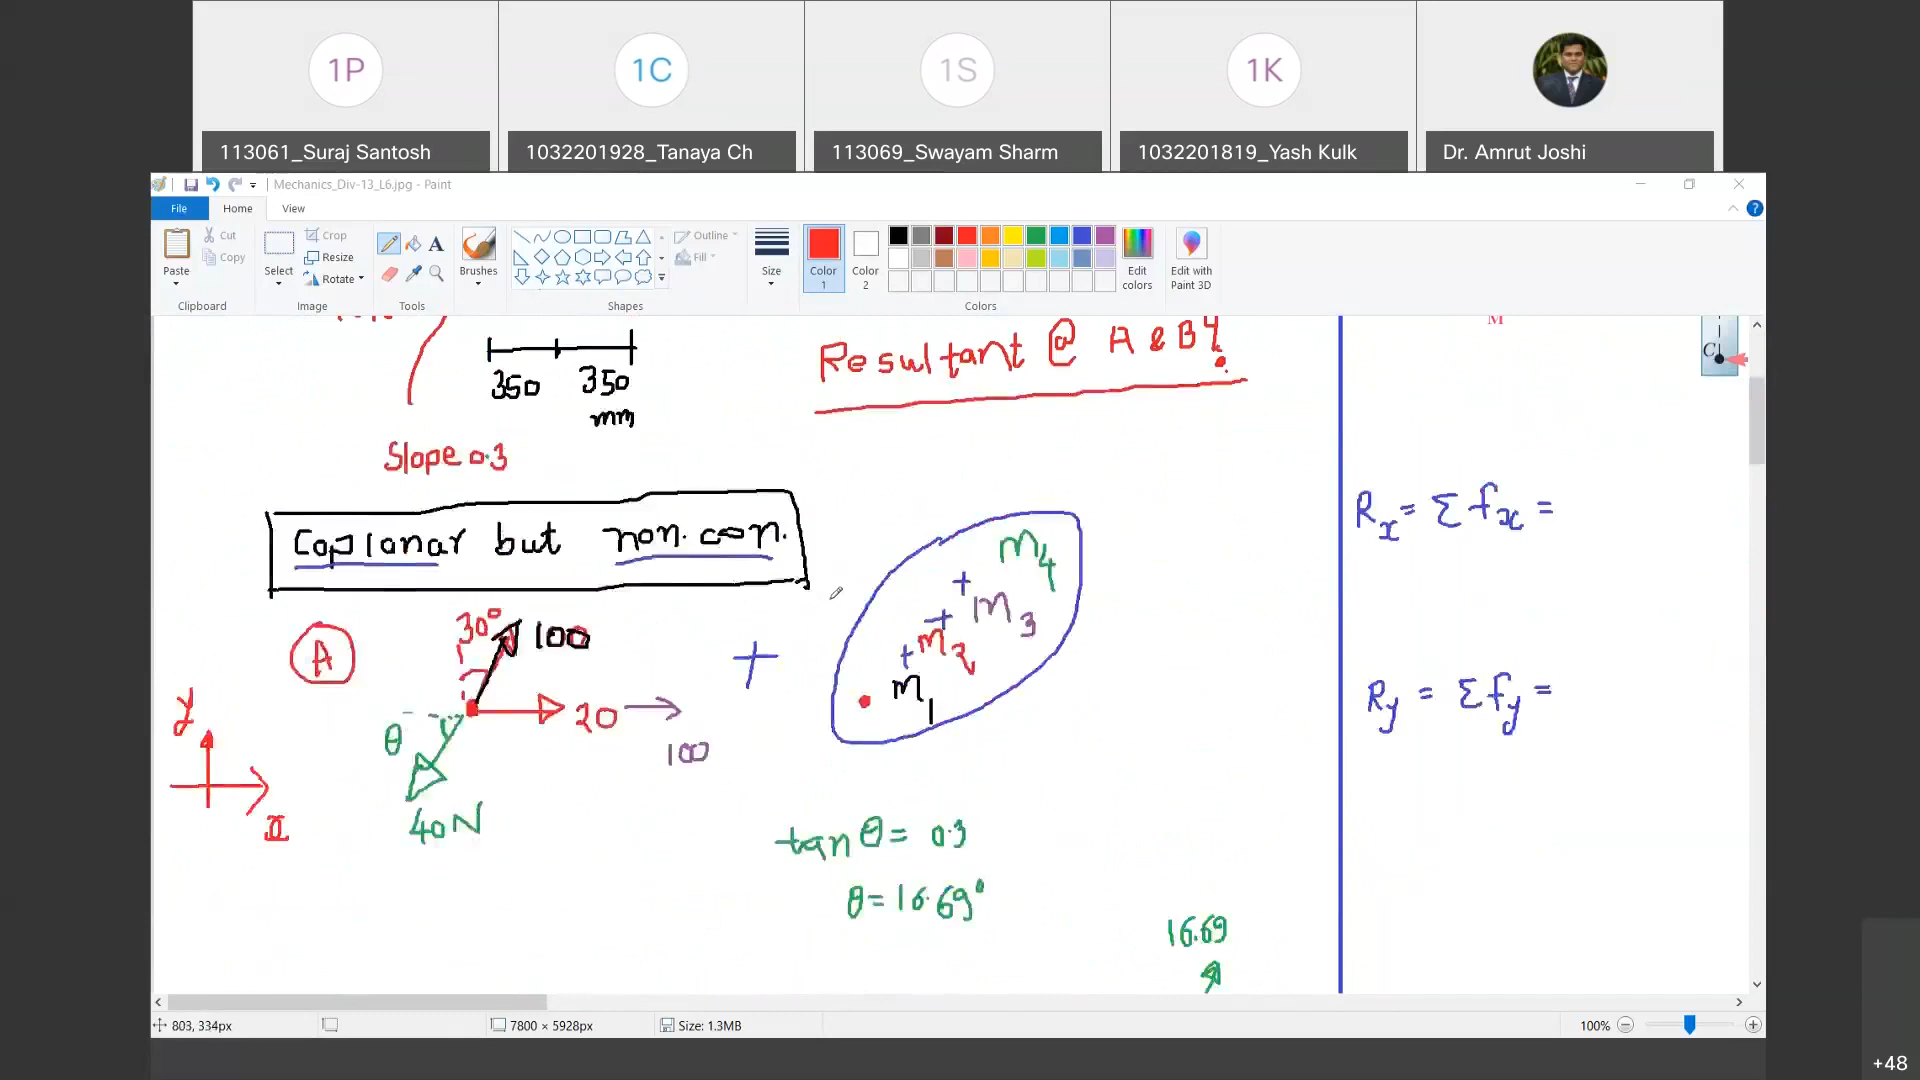 1P
1C
1S
1K
113061_Suraj Santosh
1032201928_Tanaya Ch
113069_Swayam Sharm
1032201819_Yash Kulk
Dr. Amrut Joshi
Mechanics_Div-13_L6.jpg - Paint
File
Home
View
Paste
Cut
Copy
Clipboard
Select
Crop
Resize
Rotate
Image
A
Tools
Brushes
Outline
Fill
Shapes
Size
Color
1
Color
2
Edit
colors
Edit with
Paint 3D
Colors
350 350
mm
Slope 0.3
Resultant @ A & B?
M
C
Coplanar but non. con.
A
30°
100
20
100
θ
40N
y
x
+
m1 + m2 + m3 + m4
tan θ = 0.3
θ = 16.69°
16.69
Rx = Σ fx =
Ry = Σ fy =
803, 334px
7800 × 5928px
Size: 1.3MB
100%
+48